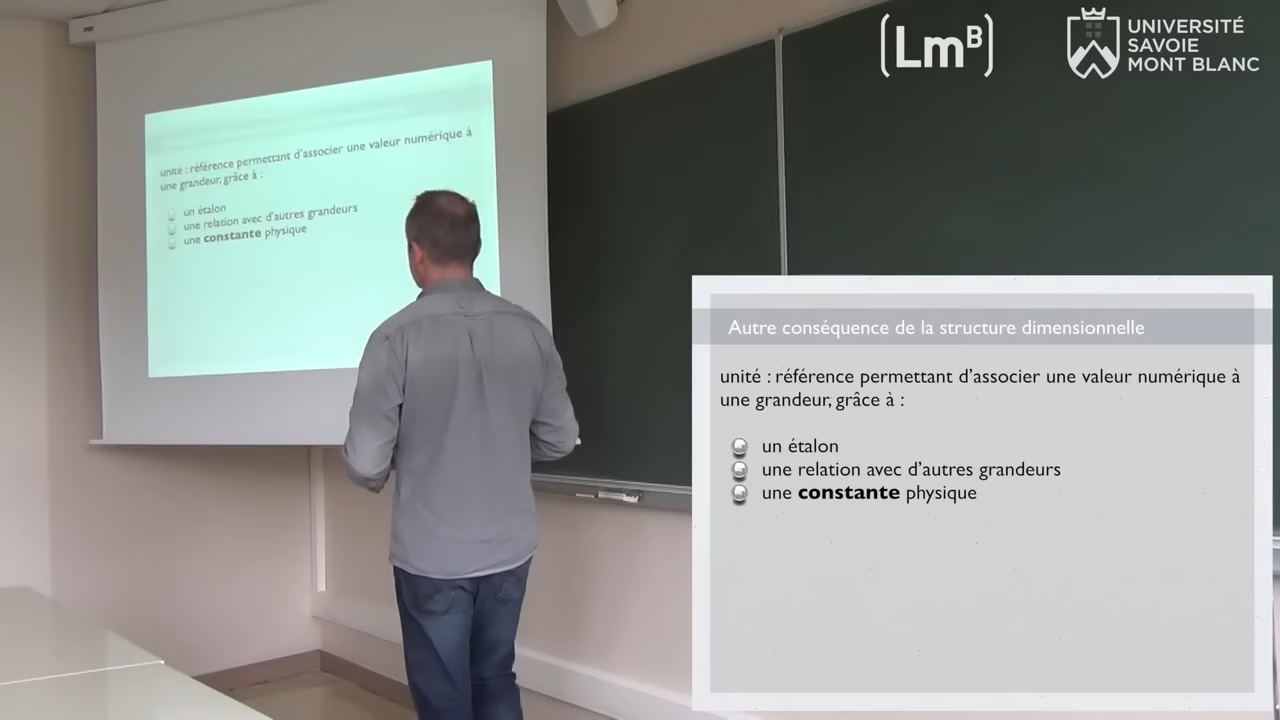 unité : référence permettant d'associer une valeur numérique à
une grandeur, grâce à :
un étalon
une relation avec d'autres grandeurs
une constante physique
(Lm^B)
UNIVERSITÉ
SAVOIE
MONT BLANC
Autre conséquence de la structure dimensionnelle
unité : référence permettant d'associer une valeur numérique à
une grandeur, grâce à :
un étalon
une relation avec d'autres grandeurs
une constante physique